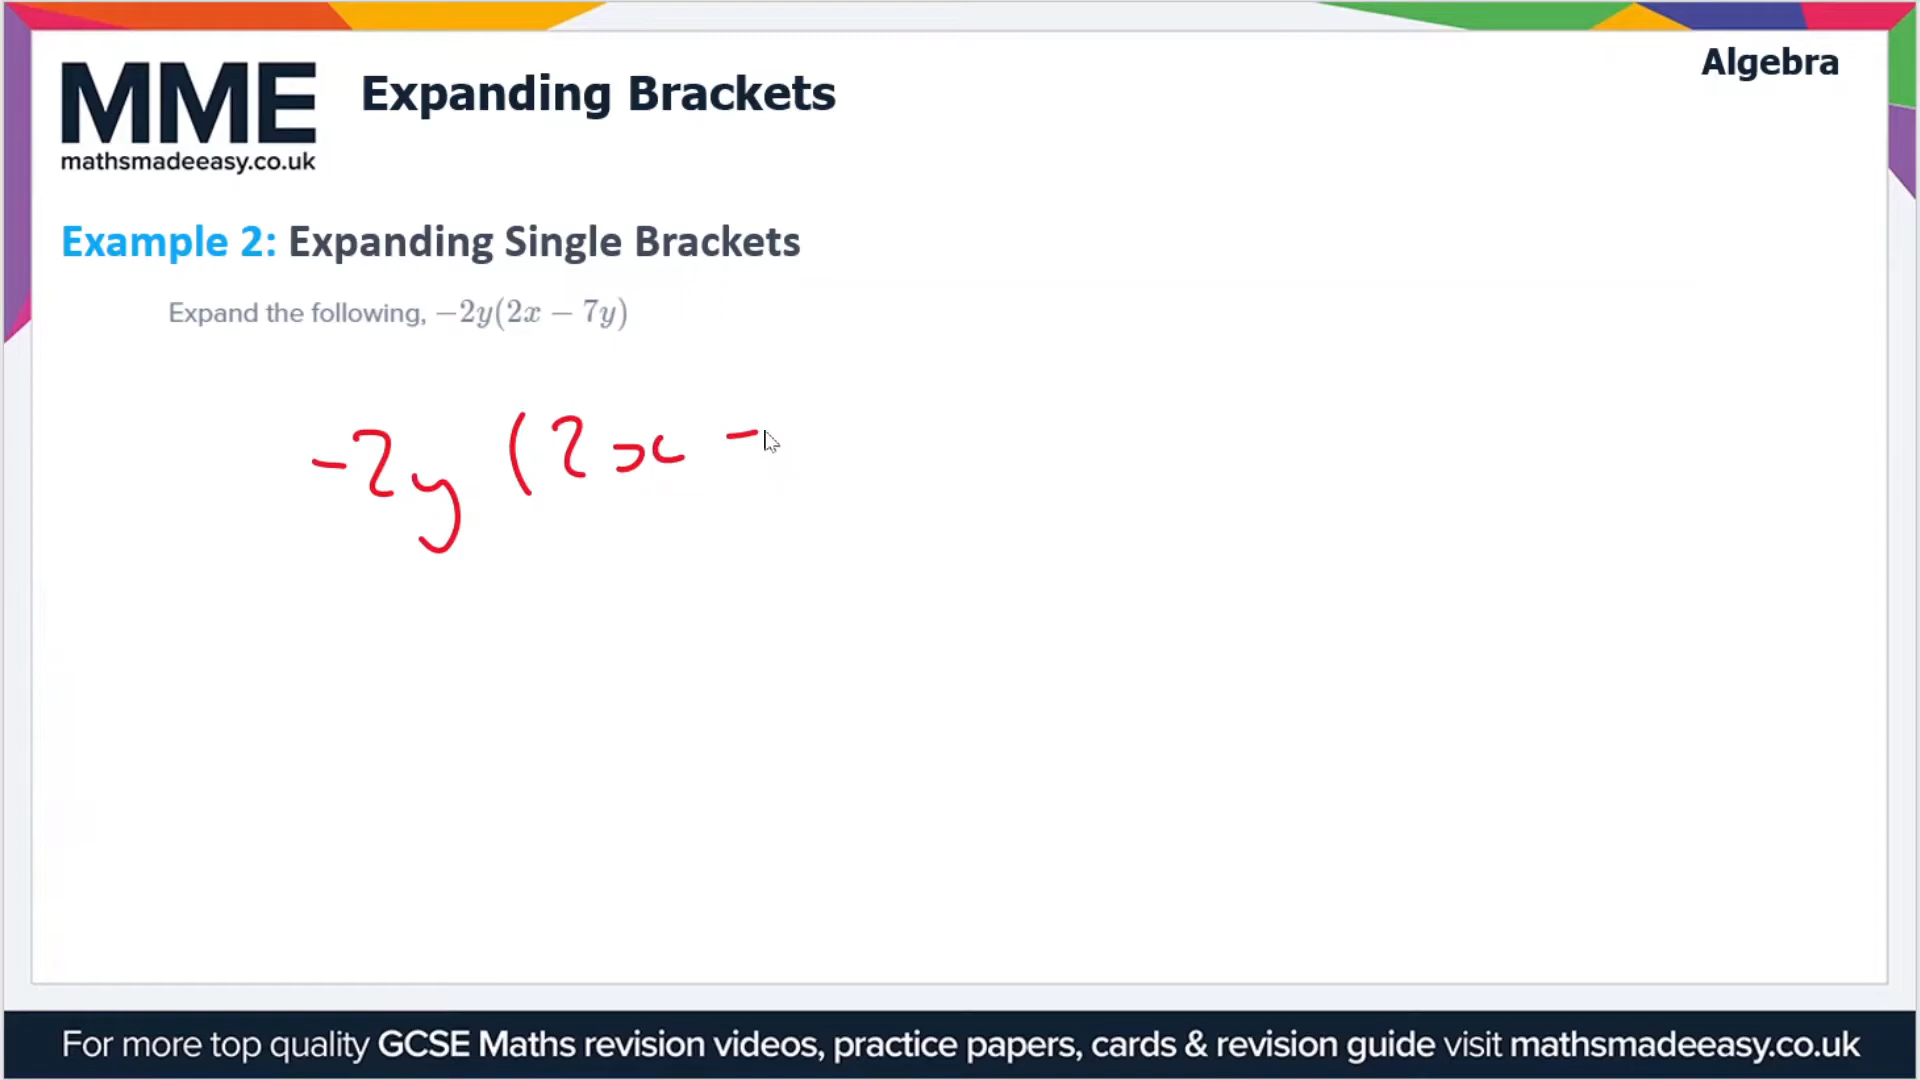 Algebra
MME
Expanding Brackets
mathsmadeeasy.co.uk
Example 2: Expanding Single Brackets
Expand the following, −2y(2x − 7y)
-2y (2x -
For more top quality GCSE Maths revision videos, practice papers, cards & revision guide visit mathsmadeeasy.co.uk